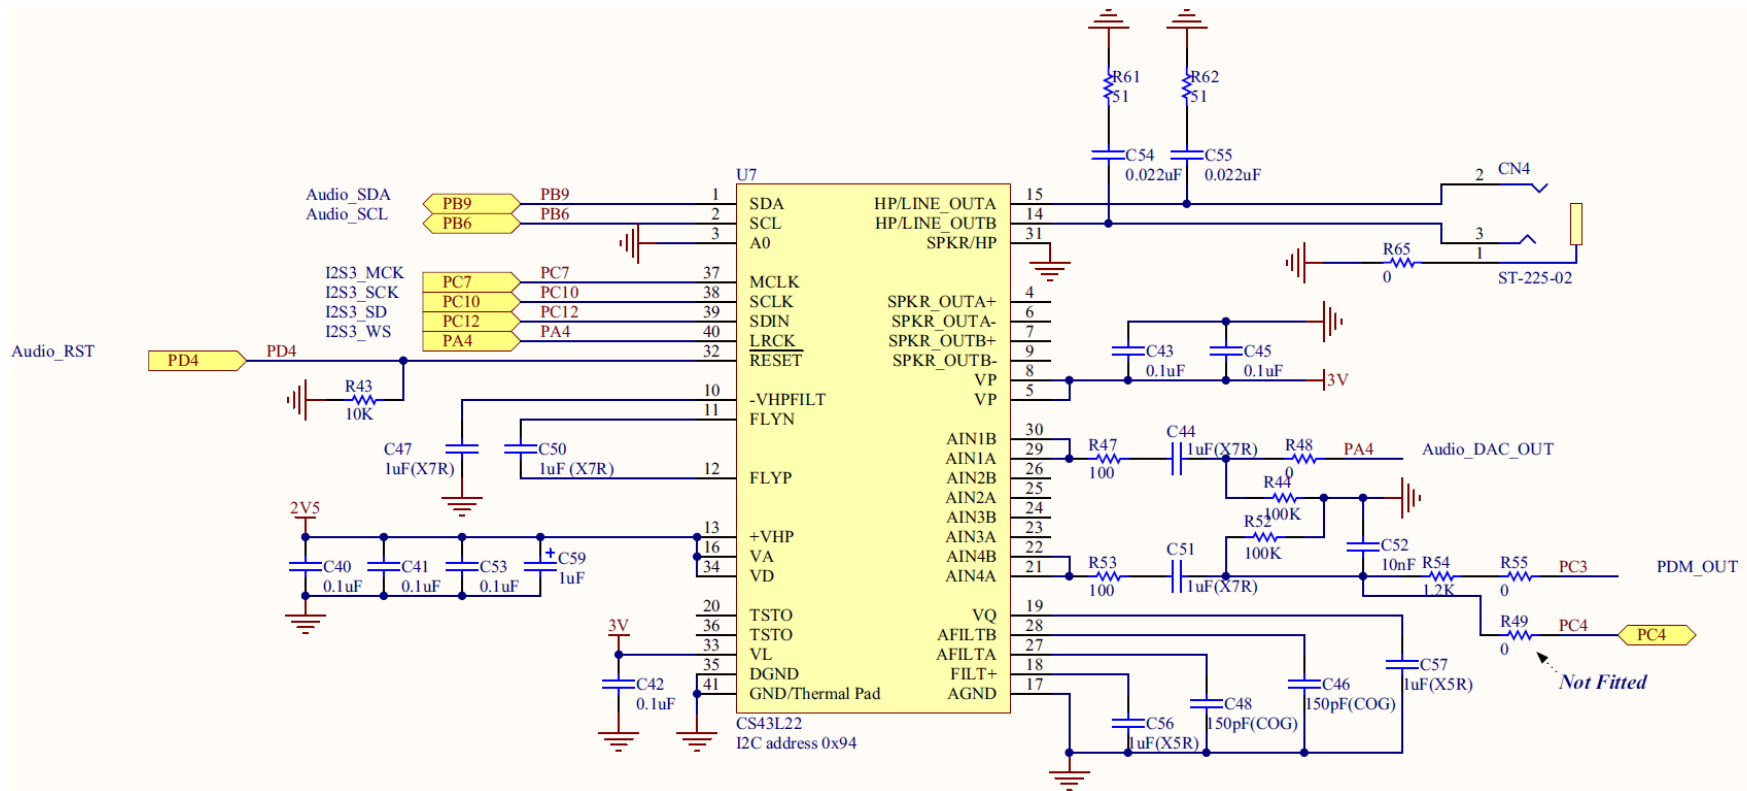 R61
51
R62
51
C54
0.022uF
C55
0.022uF
2
CN4
3
1
ST-225-02
R65
0
U7
Audio_SDA
PB9
PB9
1
SDA
HP/LINE_OUTA
15
Audio_SCL
PB6
PB6
2
SCL
HP/LINE_OUTB
14
3
A0
SPKR/HP
31
I2S3_MCK
PC7
PC7
37
MCLK
I2S3_SCK
PC10
PC10
38
SCLK
SPKR_OUTA+
4
I2S3_SD
PC12
PC12
39
SDIN
SPKR_OUTA-
6
I2S3_WS
PA4
PA4
40
LRCK
SPKR_OUTB+
7
Audio_RST
PD4
PD4
32
RESET
SPKR_OUTB-
9
C43
0.1uF
C45
0.1uF
VP
8
3V
R43
10K
10
-VHPFILT
VP
5
11
FLYN
C47
1uF(X7R)
C50
1uF (X7R)
12
FLYP
AIN1B
30
AIN1A
29
R47
100
C44
1uF(X7R)
R48
0
PA4
Audio_DAC_OUT
AIN2B
26
AIN2A
25
R44
100K
AIN3B
24
AIN3A
23
R52
100K
AIN4B
22
AIN4A
21
R53
100
C51
1uF(X7R)
C52
10nF
R54
1.2K
R55
0
PC3
PDM_OUT
2V5
13
+VHP
16
VA
34
VD
C40
0.1uF
C41
0.1uF
C53
0.1uF
+
C59
1uF
20
TSTO
VQ
19
36
TSTO
AFILTB
28
R49
0
PC4
PC4
Not Fitted
3V
33
VL
AFILTA
27
35
DGND
FILT+
18
41
GND/Thermal Pad
AGND
17
C42
0.1uF
C57
1uF(X5R)
C46
150pF(COG)
C48
150pF(COG)
C56
1uF(X5R)
CS43L22
I2C address 0x94